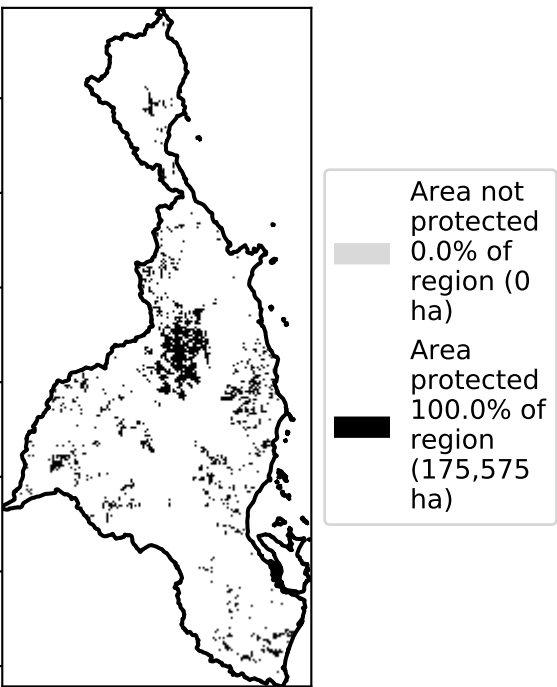 Area not
protected
0.0% of
region (0
ha)
Area
protected
100.0% of
region
(175,575
ha)